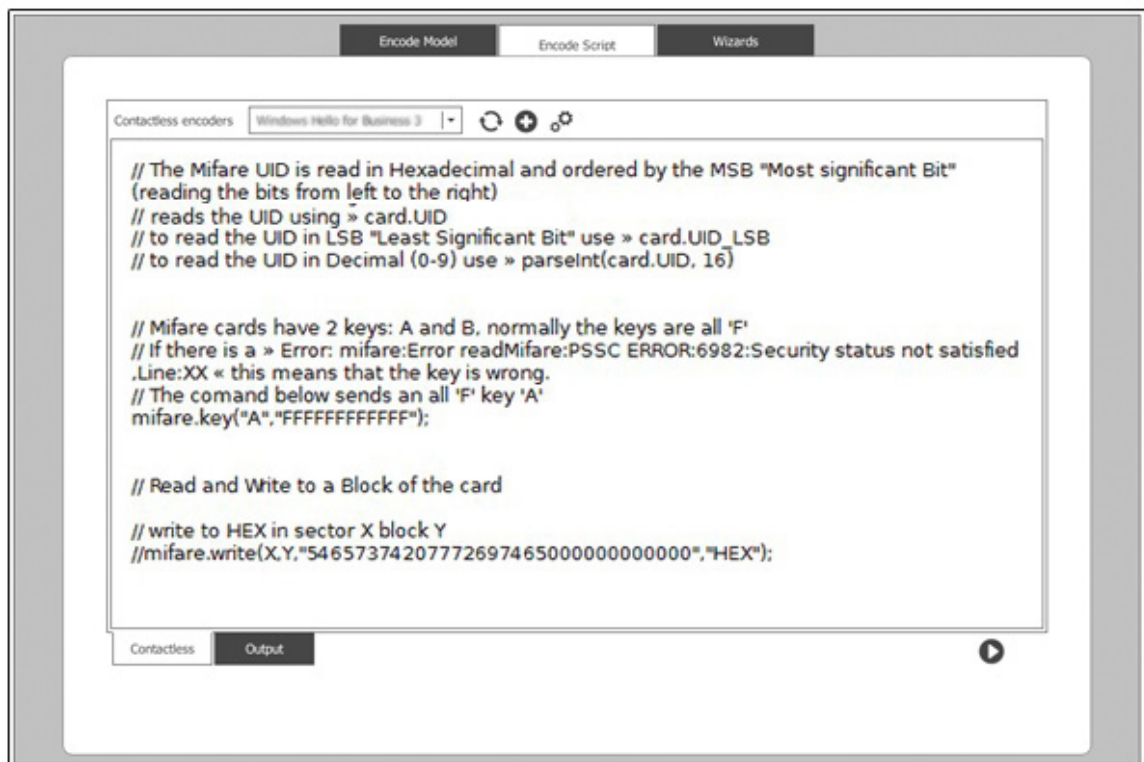 Encode Model
Encode Script
Wizards
Contactless encoders
Windows Hello for Business 3
// The Mifare UID is read in Hexadecimal and ordered by the MSB "Most significant Bit"
(reading the bits from left to the right)
// reads the UID using » card.UID
// to read the UID in LSB "Least Significant Bit" use » card.UID_LSB
// to read the UID in Decimal (0-9) use » parseInt(card.UID, 16)
// Mifare cards have 2 keys: A and B, normally the keys are all 'F'
// If there is a » Error: mifare:Error readMifare:PSSC ERROR:6982:Security status not satisfied
,Line:XX « this means that the key is wrong.
// The comand below sends an all 'F' key 'A'
mifare.key("A","FFFFFFFFFFFF");
// Read and Write to a Block of the card
// write to HEX in sector X block Y
//mifare.write(X,Y,"54657374207772697465000000000000","HEX");
Contactless
Output